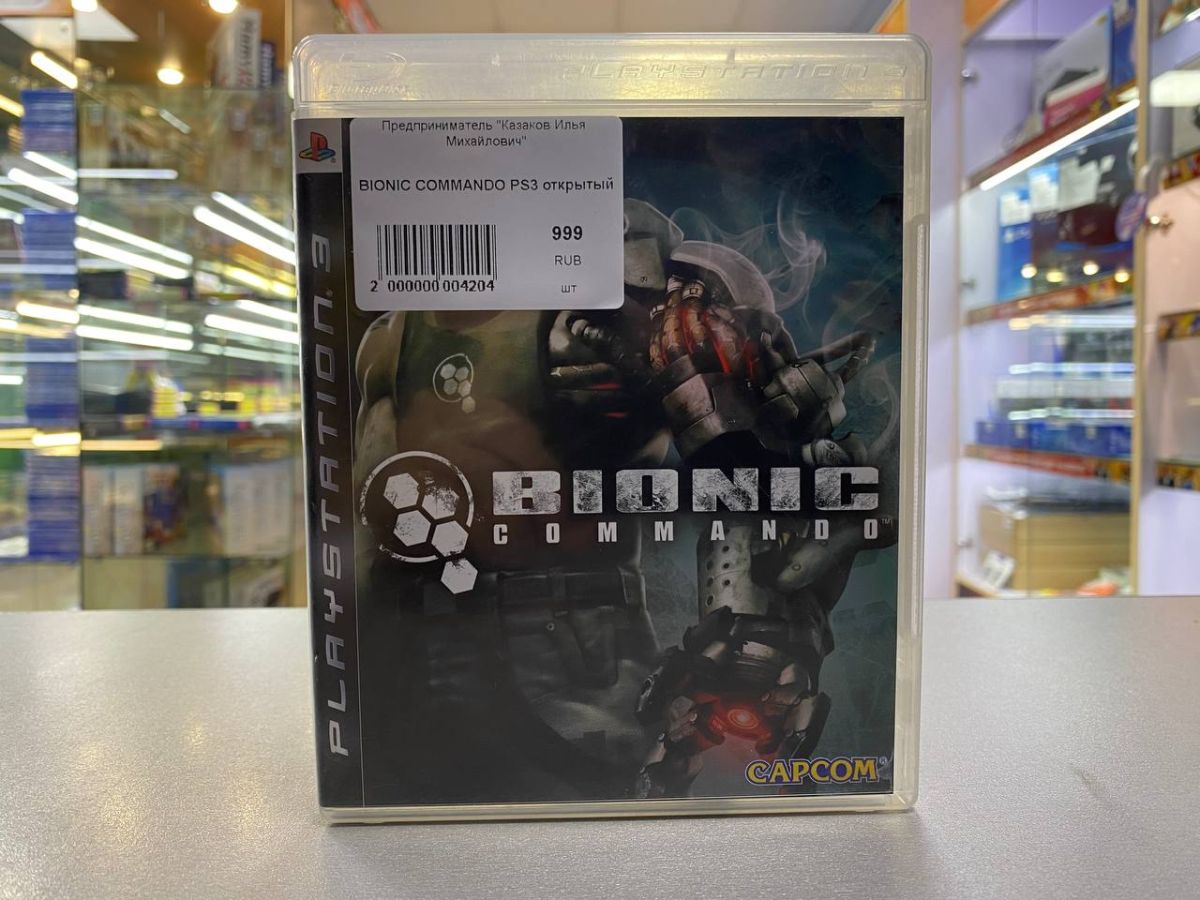 PLAYSTATION 3
Предприниматель "Казаков Илья
Михайлович"
BIONIC COMMANDO PS3 открытый
999
RUB
2 000000 004204
шт
PLAYSTATION 3
BIONIC
COMMANDO™
CAPCOM®